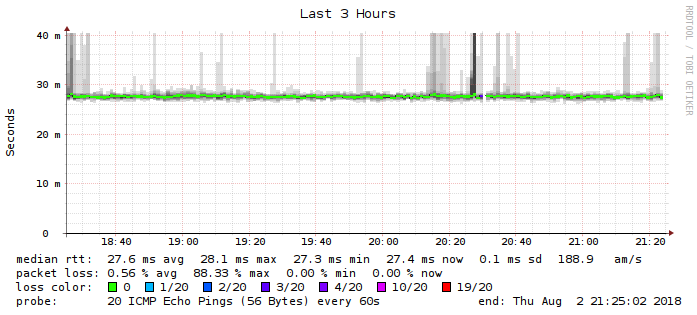 Last 3 Hours
RRDTOOL / TOBI OETIKER
Seconds
40 m
30 m
20 m
10 m
0
18:40 19:00 19:20 19:40 20:00 20:20 20:40 21:00 21:20
median rtt: 27.6 ms avg 28.1 ms max 27.3 ms min 27.4 ms now 0.1 ms sd 188.9 am/s
packet loss: 0.56 % avg 88.33 % max 0.00 % min 0.00 % now
loss color: 0 1/20 2/20 3/20 4/20 10/20 19/20
probe: 20 ICMP Echo Pings (56 Bytes) every 60s end: Thu Aug 2 21:25:02 2018